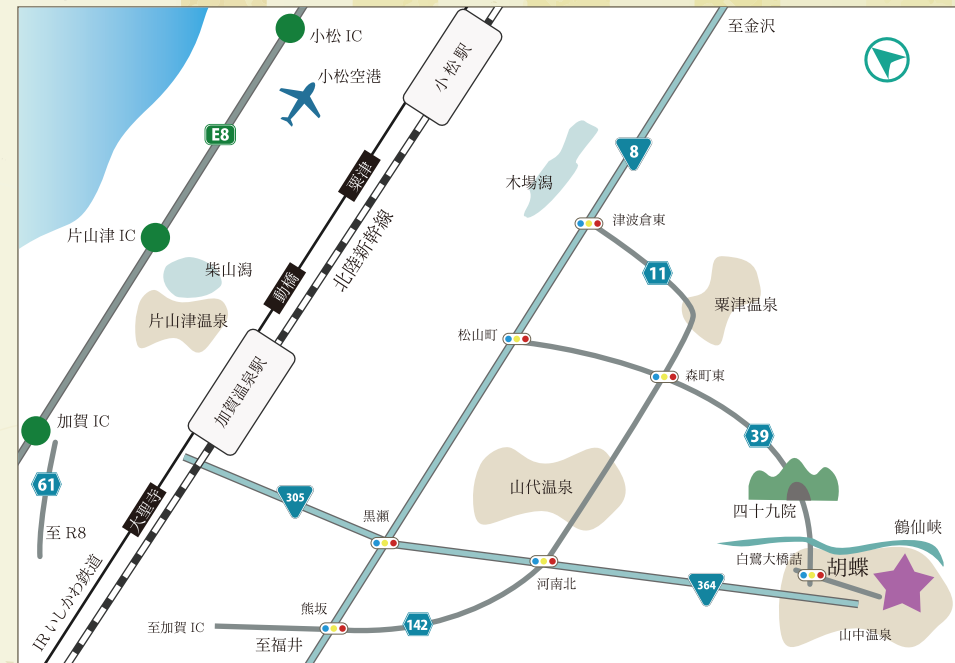 至金沢
小松 IC
小松空港
小松駅
E8
8
粟津
木場潟
津波倉東
片山津 IC
北陸新幹線
柴山潟
動橋
11
粟津温泉
片山津温泉
松山町
森町東
加賀温泉駅
加賀 IC
39
61
山代温泉
305
大聖寺
四十九院
黒瀬
鶴仙峡
至 R8
白鷺大橋詰
胡蝶
河南北
364
IR いしかわ鉄道
熊坂
142
至加賀 IC
山中温泉
至福井